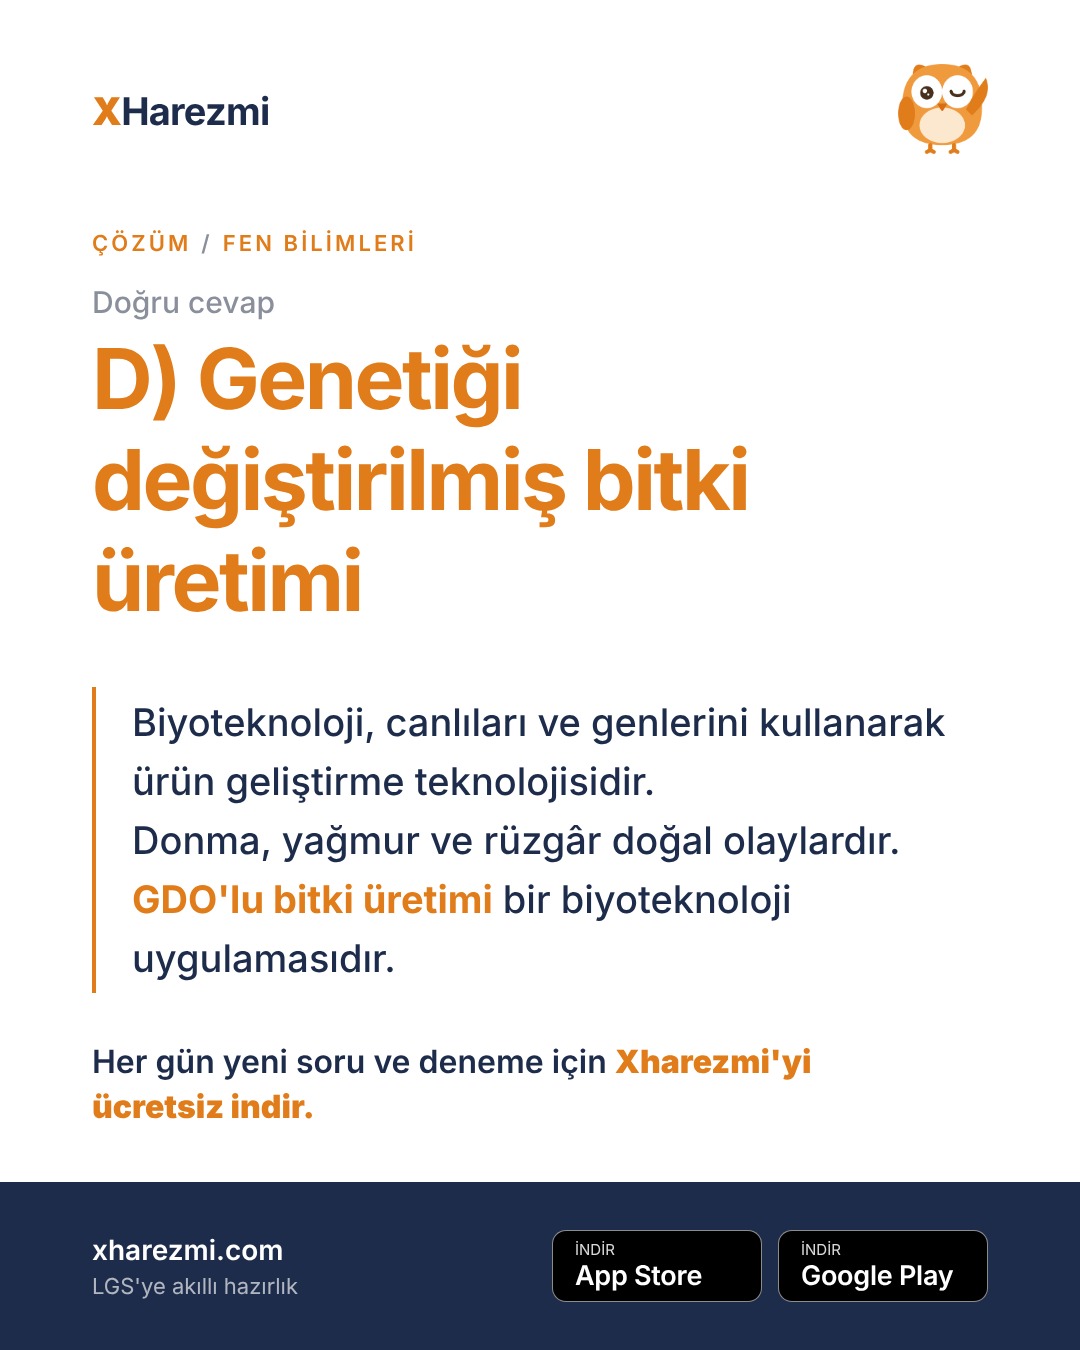 XHarezmi
ÇÖZÜM / FEN BİLİMLERİ
Doğru cevap
D) Genetiği
değiştirilmiş bitki
üretimi
Biyoteknoloji, canlıları ve genlerini kullanarak
ürün geliştirme teknolojisidir.
Donma, yağmur ve rüzgâr doğal olaylardır.
GDO'lu bitki üretimi bir biyoteknoloji
uygulamasıdır.
Her gün yeni soru ve deneme için Xharezmi'yi
ücretsiz indir.
xharezmi.com
LGS'ye akıllı hazırlık
İNDİR
App Store
İNDİR
Google Play